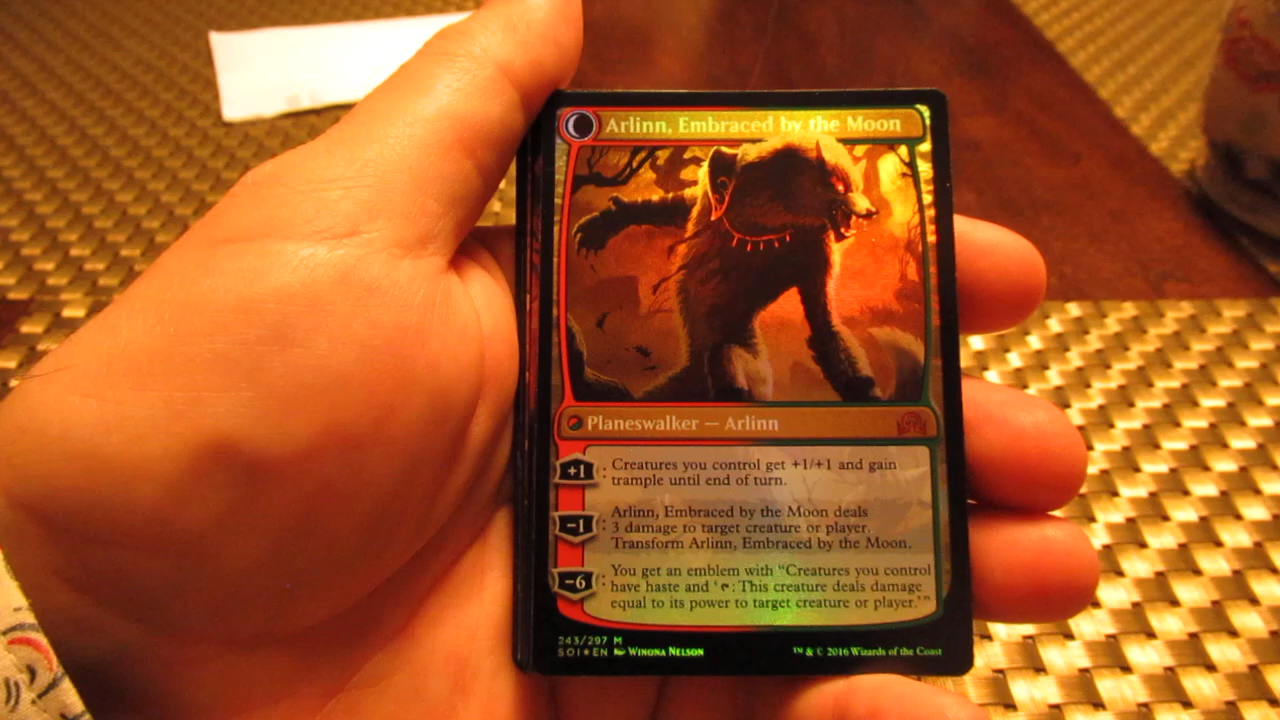 Arlinn, Embraced by the Moon
Planeswalker — Arlinn
+1 : Creatures you control get +1/+1 and gain
trample until end of turn.
Arlinn, Embraced by the Moon deals
−1 : 3 damage to target creature or player.
Transform Arlinn, Embraced by the Moon.
You get an emblem with “Creatures you control
−6 : have haste and ‘: This creature deals damage
equal to its power to target creature or player.’”
243/297 M
SOI★EN Winona Nelson
™ & © 2016 Wizards of the Coast